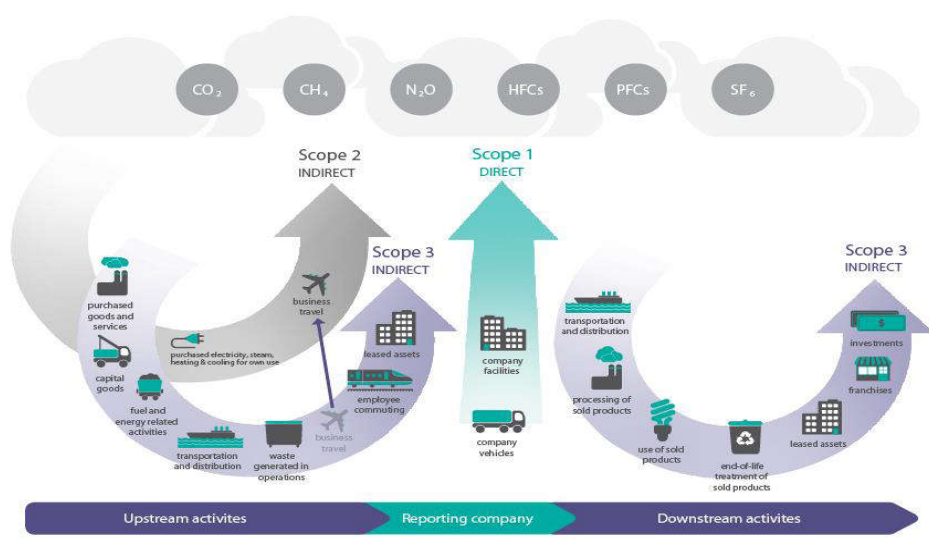 CO₂
CH₄
N₂O
HFCs
PFCs
SF₆
Scope 2
INDIRECT
Scope 1
DIRECT
Scope 3
INDIRECT
Scope 3
INDIRECT
purchased
goods and
services
capital
goods
fuel and
energy related
activities
transportation
and distribution
waste
generated in
operations
business
travel
employee
commuting
leased assets
purchased electricity, steam,
heating & cooling for own use
business
travel
company
facilities
company
vehicles
transportation
and distribution
processing of
sold products
use of sold
products
end-of-life
treatment of
sold products
leased assets
franchises
investments
$
Upstream activites
Reporting company
Downstream activites